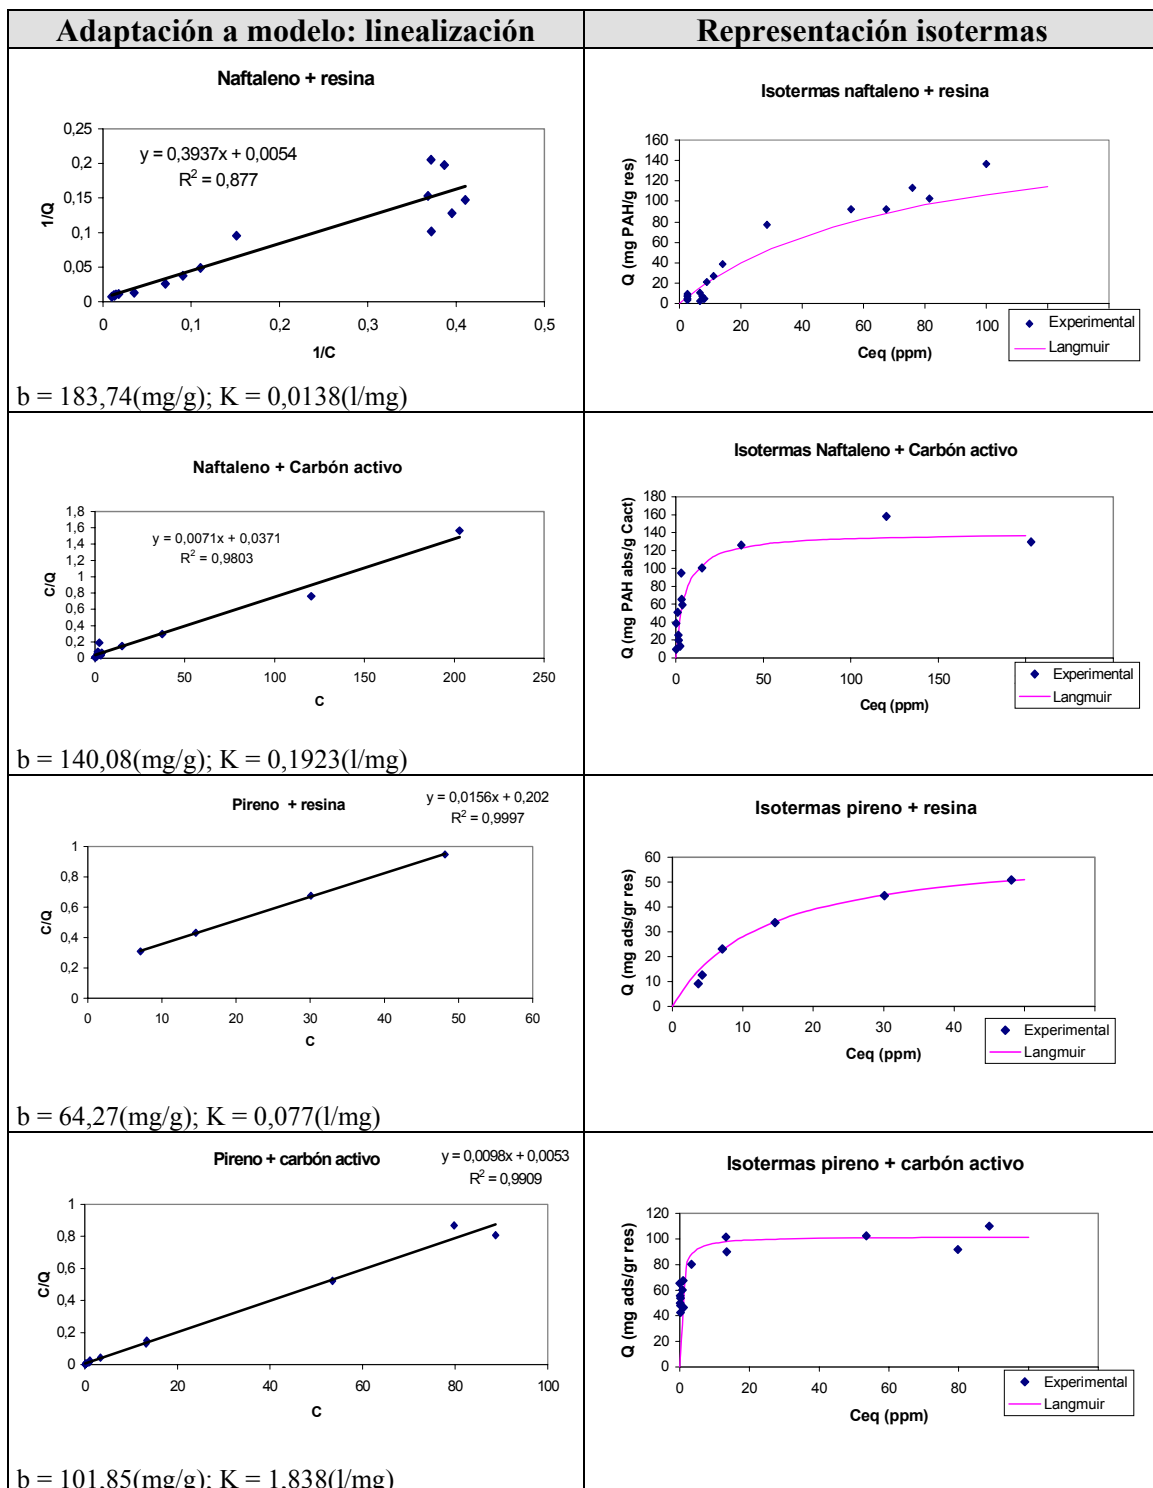 Adaptación a modelo: linealización
Representación isotermas
Naftaleno + resina
y = 0,3937x + 0,0054
R² = 0,877
1/Q
0,25
0,2
0,15
0,1
0,05
0
0 0,1 0,2 0,3 0,4 0,5
1/C
b = 183,74(mg/g); K = 0,0138(l/mg)
Isotermas naftaleno + resina
Q (mg PAH/g res)
160
140
120
100
80
60
40
20
0
0 20 40 60 80 100
Ceq (ppm)
Experimental
Langmuir
Naftaleno + Carbón activo
y = 0,0071x + 0,0371
R² = 0,9803
C/Q
1,8
1,6
1,4
1,2
1
0,8
0,6
0,4
0,2
0
0 50 100 150 200 250
C
b = 140,08(mg/g); K = 0,1923(l/mg)
Isotermas Naftaleno + Carbón activo
Q (mg PAH abs/g Cact)
180
160
140
120
100
80
60
40
20
0
0 50 100 150
Ceq (ppm)
Experimental
Langmuir
Pireno + resina
y = 0,0156x + 0,202
R² = 0,9997
C/Q
1
0,8
0,6
0,4
0,2
0
0 10 20 30 40 50 60
C
b = 64,27(mg/g); K = 0,077(l/mg)
Isotermas pireno + resina
Q (mg ads/gr res)
60
50
40
30
20
10
0
0 10 20 30 40
Ceq (ppm)
Experimental
Langmuir
Pireno + carbón activo
y = 0,0098x + 0,0053
R² = 0,9909
C/Q
1
0,8
0,6
0,4
0,2
0
0 20 40 60 80 100
C
b = 101,85(mg/g); K = 1,838(l/mg)
Isotermas pireno + carbón activo
Q (mg ads/gr res)
120
100
80
60
40
20
0
0 20 40 60 80
Ceq (ppm)
Experimental
Langmuir